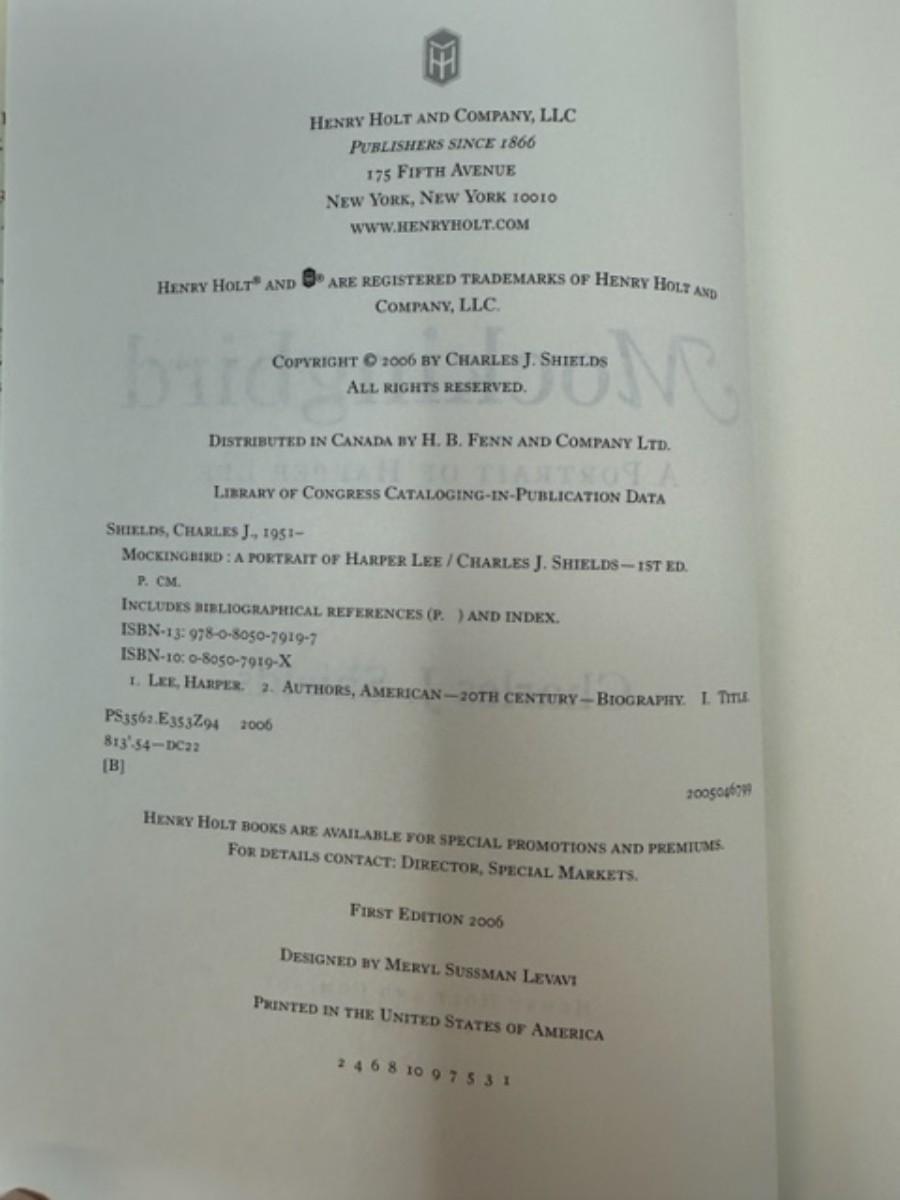 HENRY HOLT AND COMPANY, LLC
PUBLISHERS SINCE 1866
175 FIFTH AVENUE
NEW YORK, NEW YORK 10010
WWW.HENRYHOLT.COM
HENRY HOLT® AND ® ARE REGISTERED TRADEMARKS OF HENRY HOLT AND
COMPANY, LLC.
COPYRIGHT © 2006 BY CHARLES J. SHIELDS
ALL RIGHTS RESERVED.
DISTRIBUTED IN CANADA BY H. B. FENN AND COMPANY LTD.
LIBRARY OF CONGRESS CATALOGING-IN-PUBLICATION DATA
SHIELDS, CHARLES J., 1951–
MOCKINGBIRD : A PORTRAIT OF HARPER LEE / CHARLES J. SHIELDS—1ST ED.
P. CM.
INCLUDES BIBLIOGRAPHICAL REFERENCES (P. ) AND INDEX.
ISBN-13: 978-0-8050-7919-7
ISBN-10: 0-8050-7919-X
1. LEE, HARPER. 2. AUTHORS, AMERICAN—20TH CENTURY—BIOGRAPHY. I. TITLE.
PS3562.E353Z94 2006
813'.54—DC22
[B]
2005046799
HENRY HOLT BOOKS ARE AVAILABLE FOR SPECIAL PROMOTIONS AND PREMIUMS.
FOR DETAILS CONTACT: DIRECTOR, SPECIAL MARKETS.
FIRST EDITION 2006
DESIGNED BY MERYL SUSSMAN LEVAVI
PRINTED IN THE UNITED STATES OF AMERICA
2 4 6 8 10 9 7 5 3 1